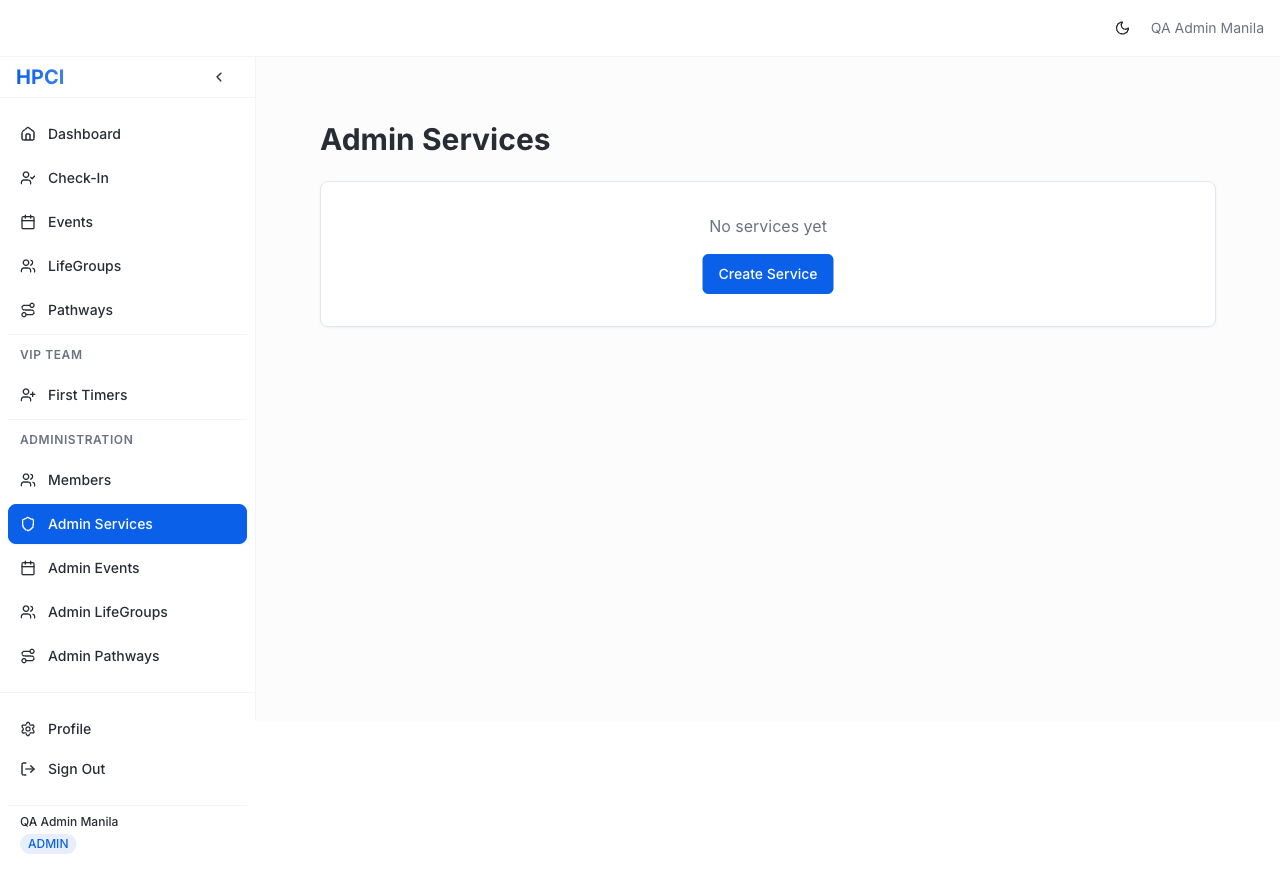 QA Admin Manila
HPCI
Dashboard
Check-In
Events
LifeGroups
Pathways
VIP TEAM
First Timers
ADMINISTRATION
Members
Admin Services
Admin Events
Admin LifeGroups
Admin Pathways
Profile
Sign Out
QA Admin Manila
ADMIN
Admin Services
No services yet
Create Service